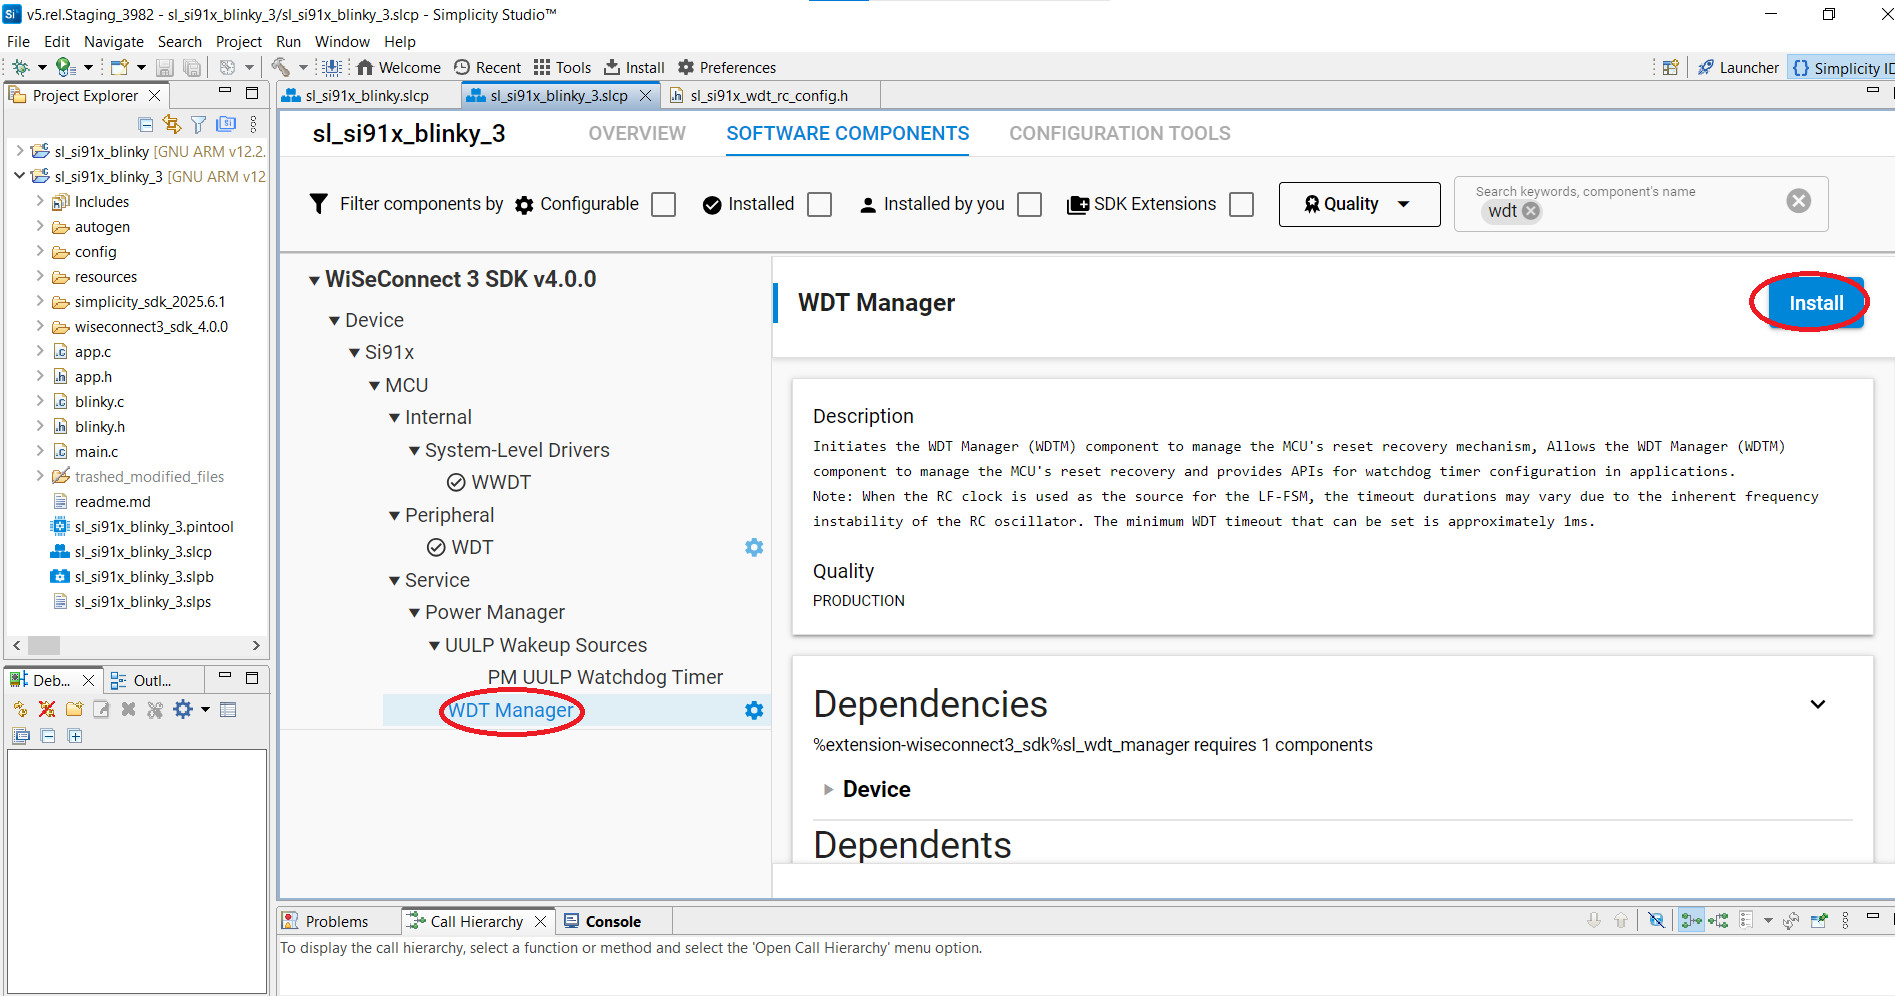 v5.rel.Staging_3982 - sl_si91x_blinky_3/sl_si91x_blinky_3.slcp - Simplicity Studio™
File Edit Navigate Search Project Run Window Help
Welcome Recent Tools Install Preferences Launcher Simplicity ID
Project Explorer
sl_si91x_blinky.slcp sl_si91x_blinky_3.slcp sl_si91x_wdt_rc_config.h
sl_si91x_blinky [GNU ARM v12.2.
sl_si91x_blinky_3 [GNU ARM v12
Includes
autogen
config
resources
simplicity_sdk_2025.6.1
wiseconnect3_sdk_4.0.0
app.c
app.h
blinky.c
blinky.h
main.c
trashed_modified_files
readme.md
sl_si91x_blinky_3.pintool
sl_si91x_blinky_3.slcp
sl_si91x_blinky_3.slpb
sl_si91x_blinky_3.slps
Deb... Outl...
sl_si91x_blinky_3 OVERVIEW SOFTWARE COMPONENTS CONFIGURATION TOOLS
Filter components by Configurable Installed Installed by you SDK Extensions Quality
Search keywords, component's name
wdt
WiSeConnect 3 SDK v4.0.0
Device
Si91x
MCU
Internal
System-Level Drivers
WWDT
Peripheral
WDT
Service
Power Manager
UULP Wakeup Sources
PM UULP Watchdog Timer
WDT Manager
WDT Manager
Install
Description
Initiates the WDT Manager (WDTM) component to manage the MCU's reset recovery mechanism, Allows the WDT Manager (WDTM)
component to manage the MCU's reset recovery and provides APIs for watchdog timer configuration in applications.
Note: When the RC clock is used as the source for the LF-FSM, the timeout durations may vary due to the inherent frequency
instability of the RC oscillator. The minimum WDT timeout that can be set is approximately 1ms.
Quality
PRODUCTION
Dependencies
%extension-wiseconnect3_sdk%sl_wdt_manager requires 1 components
Device
Dependents
Problems Call Hierarchy Console
To display the call hierarchy, select a function or method and select the 'Open Call Hierarchy' menu option.